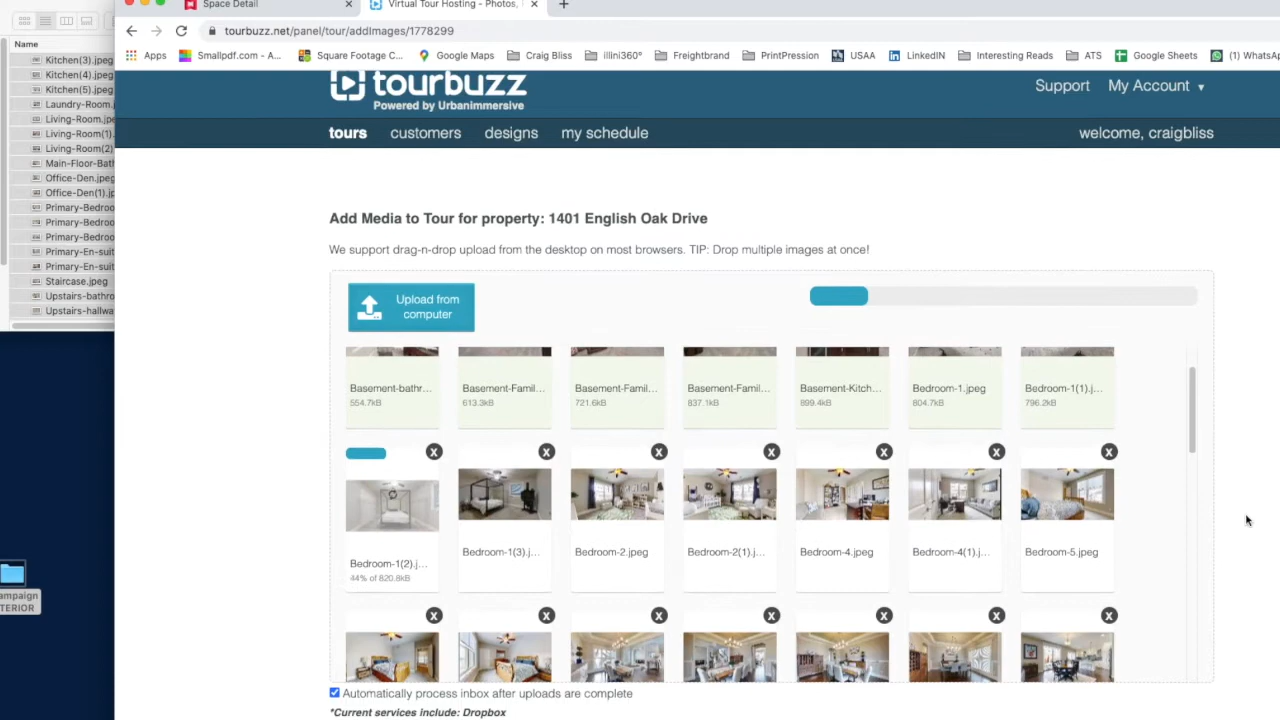 Space Detail
Virtual Tour Hosting - Photos,
tourbuzz.net/panel/tour/addImages/1778299
Apps Smallpdf.com - A... Square Footage C... Google Maps Craig Bliss illini360° Freightbrand PrintPression USAA LinkedIn Interesting Reads ATS Google Sheets (1) WhatsAp
Name
Kitchen(3).jpeg
Kitchen(4).jpeg
Kitchen(5).jpeg
Laundry-Room.j
Living-Room.jpe
Living-Room(1).
Living-Room(2)
Main-Floor-Bath
Office-Den.jpeg
Office-Den(1).jp
Primary-Bedroo
Primary-Bedroo
Primary-Bedroo
Primary-En-suit
Primary-En-suit
Staircase.jpeg
Upstairs-bathro
Upstairs-hallwa
ampaign
TERIOR
tourbuzz
Powered by Urbanimmersive
Support My Account
tours customers designs my schedule welcome, craigbliss
Add Media to Tour for property: 1401 English Oak Drive
We support drag-n-drop upload from the desktop on most browsers. TIP: Drop multiple images at once!
Upload from
computer
Basement-bathr... Basement-Famil... Basement-Famil... Basement-Famil... Basement-Kitch... Bedroom-1.jpeg Bedroom-1(1).j...
554.7kB 613.3kB 721.6kB 837.1kB 899.4kB 804.7kB 796.2kB
X X X X X X X
Bedroom-1(2).j... Bedroom-1(3).j... Bedroom-2.jpeg Bedroom-2(1).j... Bedroom-4.jpeg Bedroom-4(1).j... Bedroom-5.jpeg
44% of 820.8kB
X X X X X X X
Automatically process inbox after uploads are complete
*Current services include: Dropbox